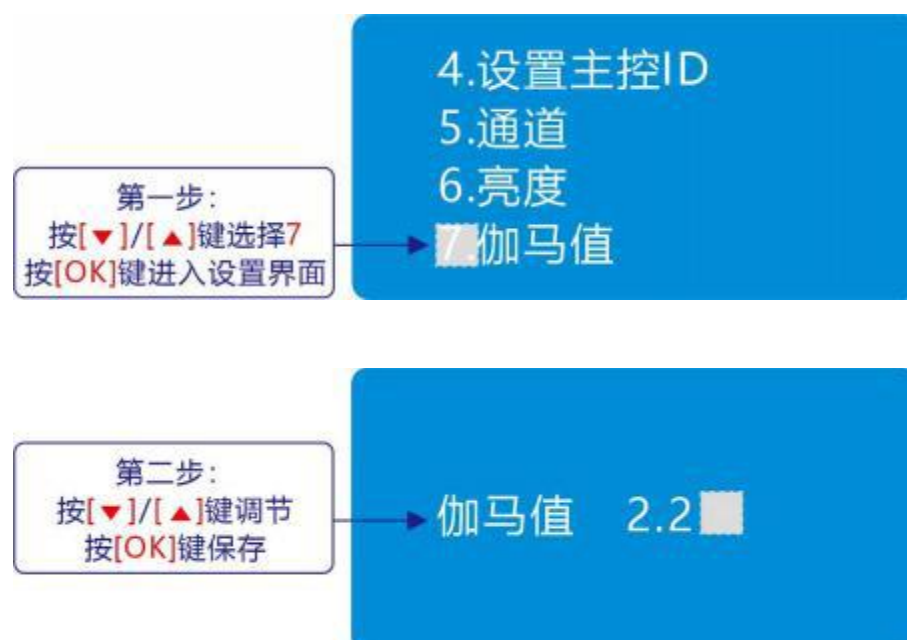 4.设置主控ID
5.通道
6.亮度
7.伽马值
第一步:
按[▼]/[▲]键选择7
按[OK]键进入设置界面
第二步:
按[▼]/[▲]键调节
按[OK]键保存
伽马值 2.2